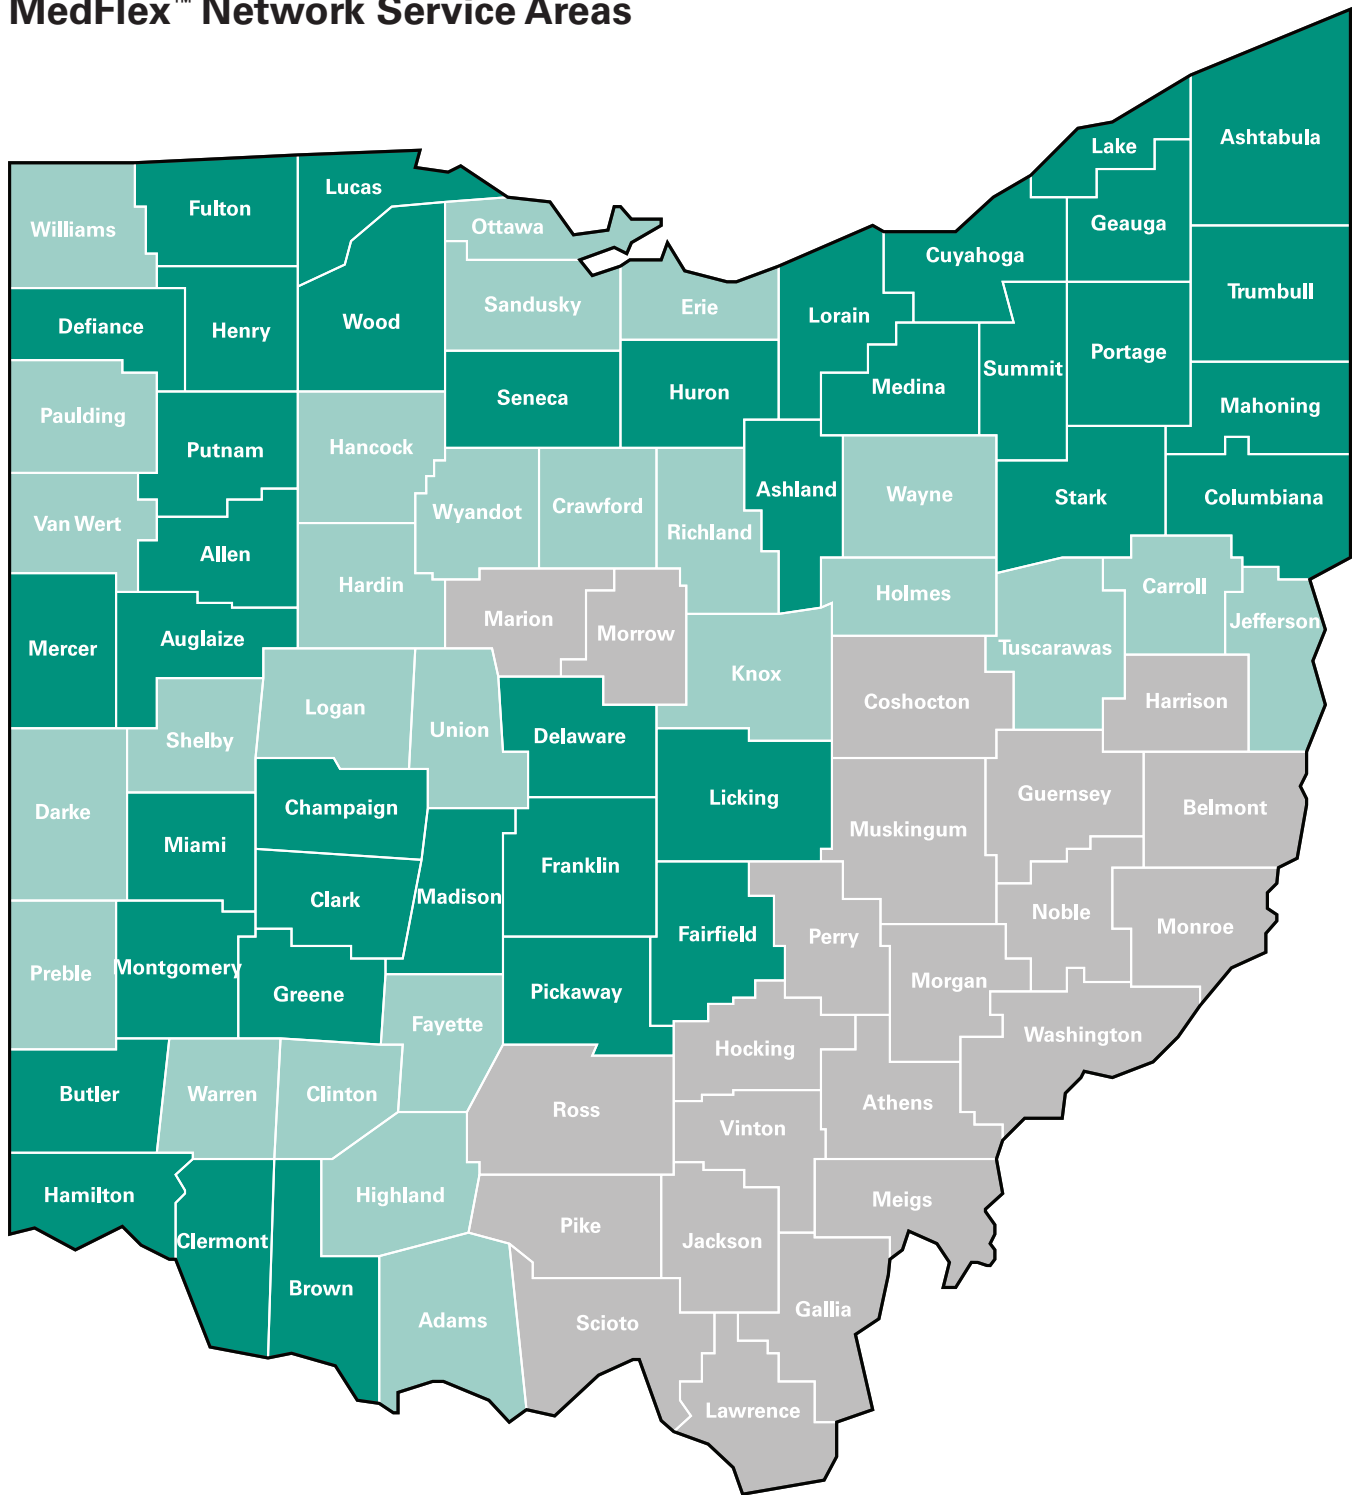 MedFlex™ Network Service Areas
Ashtabula
Lake
Lucas
Fulton
Geauga
Williams
Ottawa
Cuyahoga
Trumbull
Sandusky
Erie
Lorain
Wood
Defiance
Henry
Portage
Summit
Medina
Huron
Seneca
Mahoning
Paulding
Hancock
Putnam
Ashland
Wayne
Stark
Columbiana
Crawford
Wyandot
Van Wert
Richland
Allen
Hardin
Carroll
Holmes
Marion
Jefferson
Morrow
Auglaize
Mercer
Tuscarawas
Knox
Coshocton
Harrison
Logan
Union
Delaware
Shelby
Guernsey
Licking
Champaign
Belmont
Darke
Muskingum
Miami
Franklin
Madison
Clark
Noble
Monroe
Fairfield
Perry
Montgomery
Preble
Morgan
Pickaway
Greene
Fayette
Washington
Hocking
Butler
Warren
Clinton
Athens
Ross
Vinton
Hamilton
Highland
Meigs
Pike
Clermont
Jackson
Brown
Gallia
Adams
Scioto
Lawrence